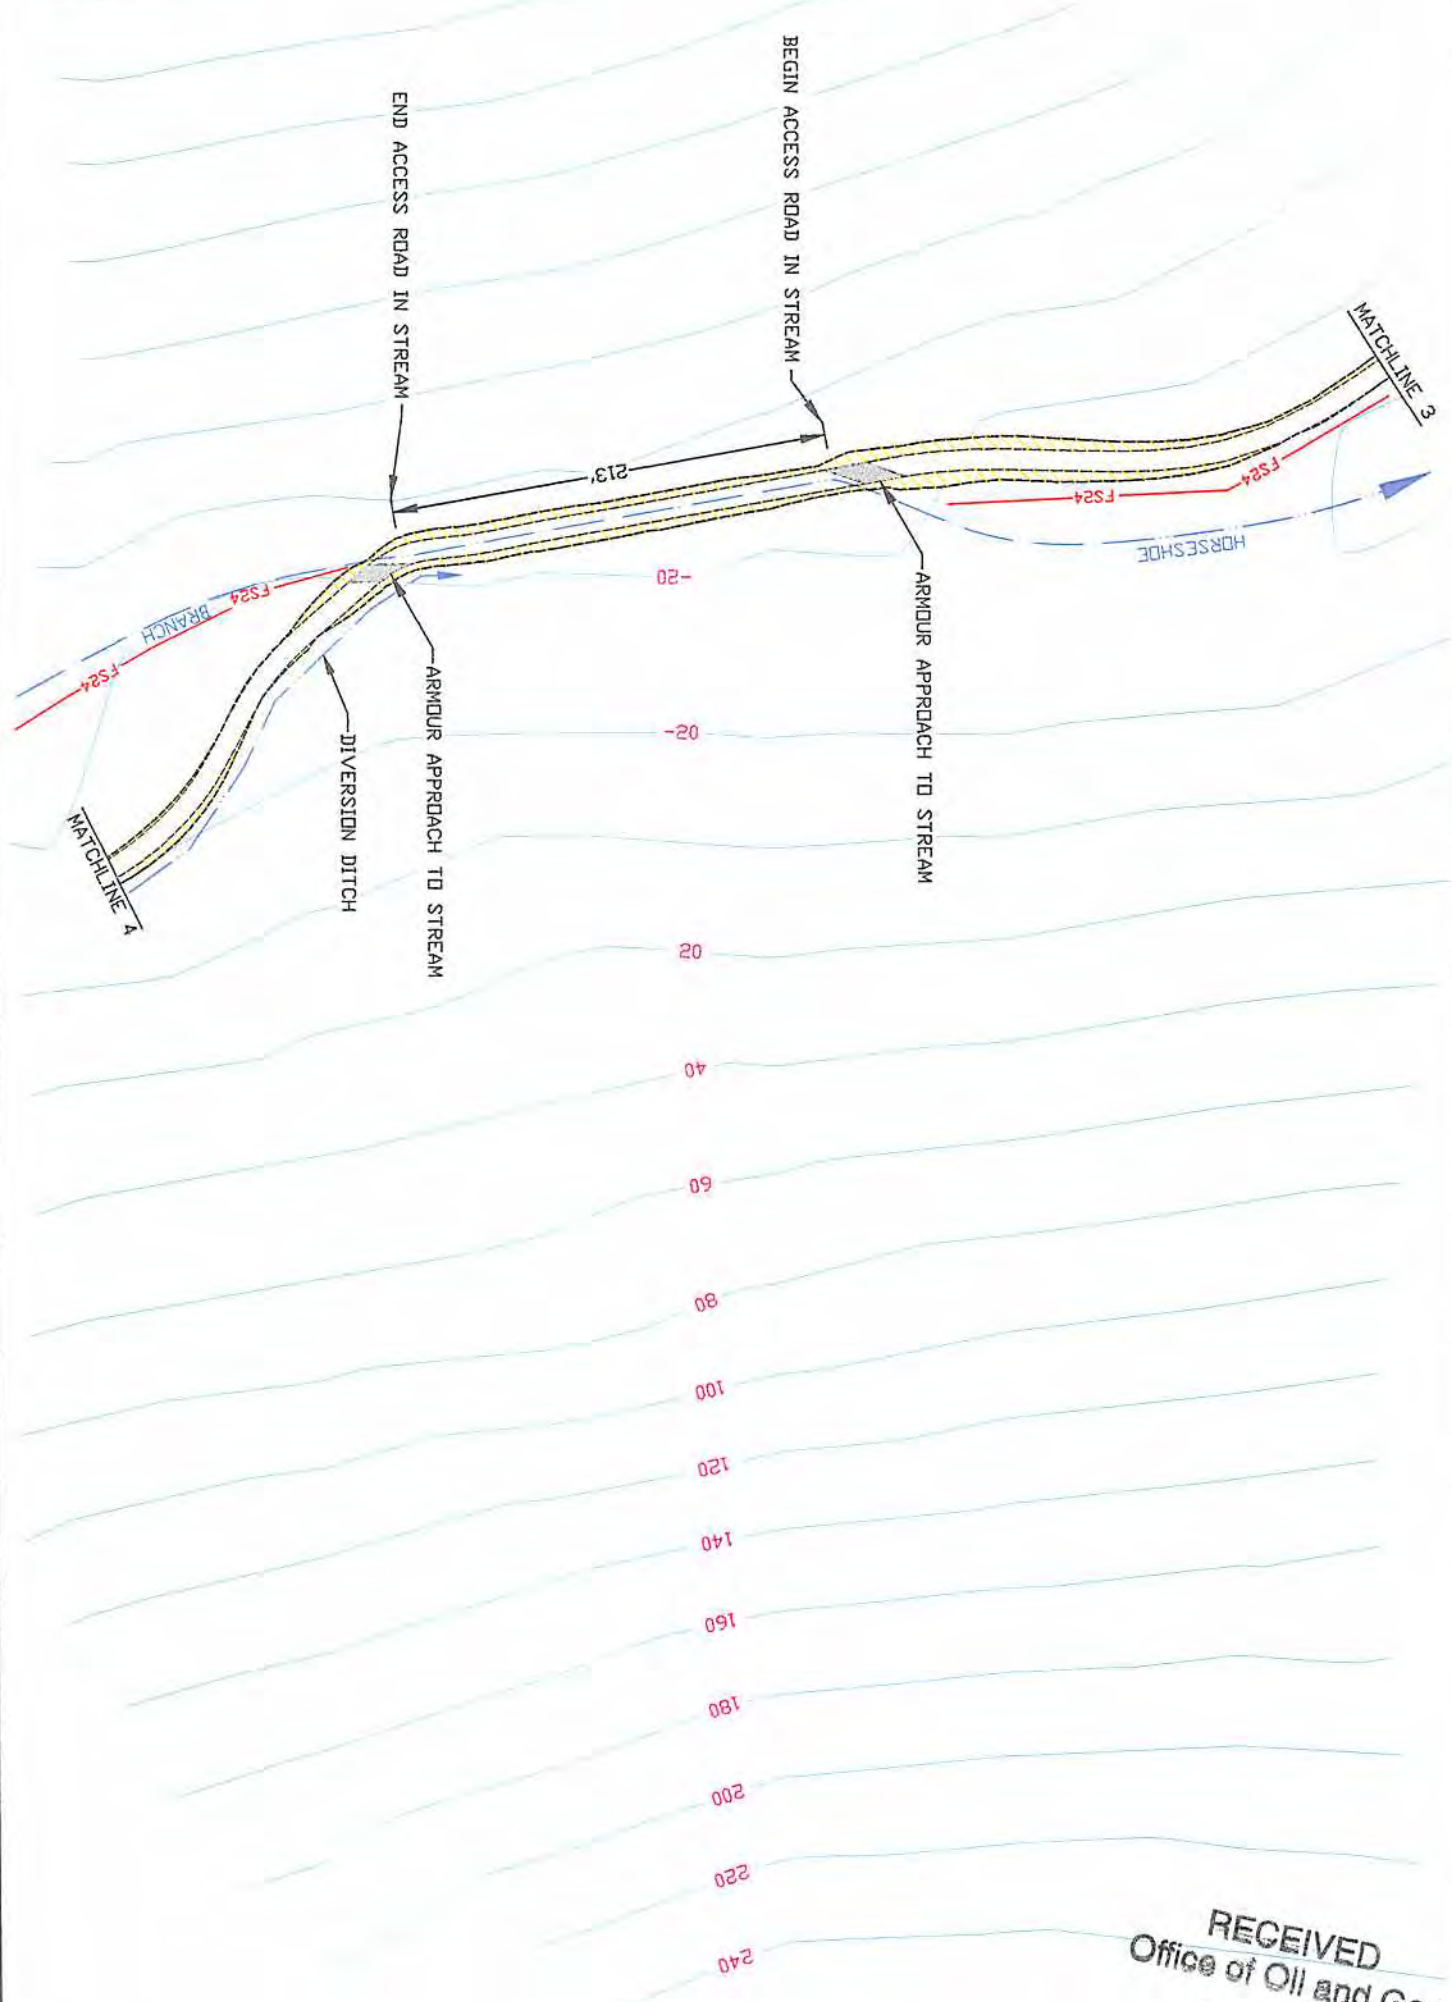 BEGIN ACCESS ROAD IN STREAM
END ACCESS ROAD IN STREAM
MATCHLINE 3
213'
FS24
FS24
HORSESHOE
-20
FS24
BRANCH
FS24
ARMOUR APPROACH TO STREAM
ARMOUR APPROACH TO STREAM
DIVERSION DITCH
MATCHLINE 4
-20
20
40
60
80
100
120
140
160
180
200
220
240
RECEIVED
Office of Oil and